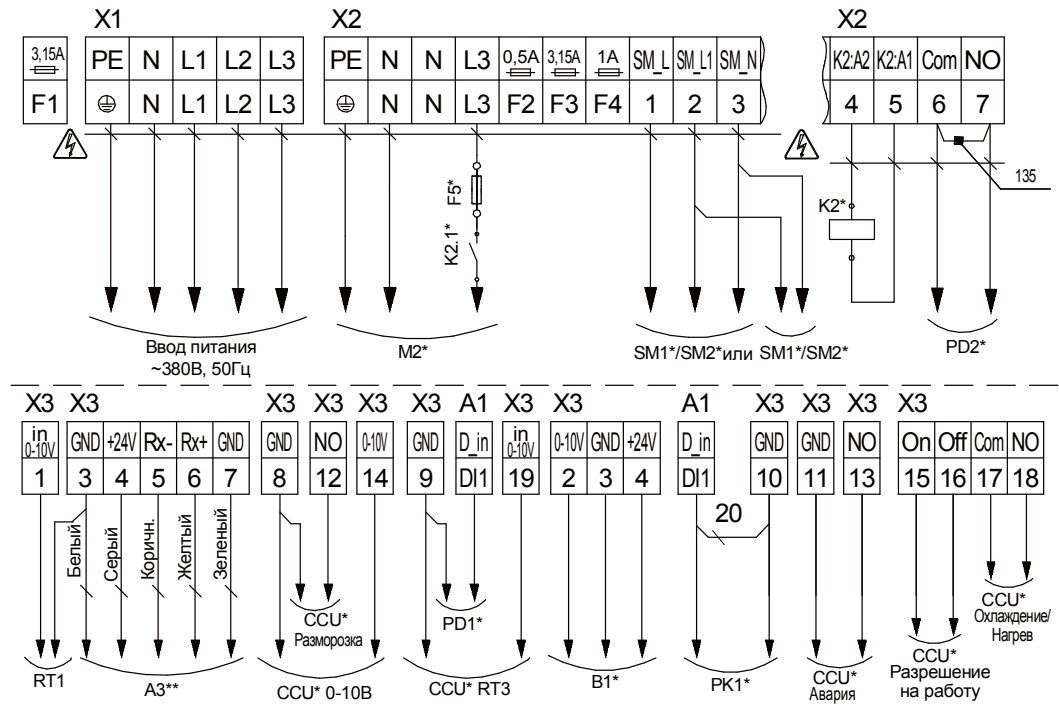 X1 X2 X2
3,15A PE N L1 L2 L3 PE N N L3 0,5A 3,15A 1A SM_L SM_L1 SM_N K2:A2 K2:A1 Com NO
F1 N L1 L2 L3 N N L3 F2 F3 F4 1 2 3 4 5 6 7
135
F5*
K2.1*
K2*
Ввод питания
~380В, 50Гц
M2*
SM1*/SM2*или SM1*/SM2*
PD2*
X3 X3 X3 X3 X3 X3 A1 X3 X3 A1 X3 X3 X3 X3
in 0-10V GND +24V Rx- Rx+ GND GND NO 0-10V GND D_in in 0-10V 0-10V GND +24V D_in GND GND NO On Off Com NO
1 3 4 5 6 7 8 12 14 9 DI1 19 2 3 4 DI1 10 11 13 15 16 17 18
20
Белый
Серый
Коричн.
Желтый
Зеленый
CCU*
Разморозка
PD1*
CCU*
Охлаждение/
Нагрев
RT1
A3**
CCU* 0-10В
CCU* RT3
B1*
PK1*
CCU*
Авария
CCU*
Разрешение
на работу